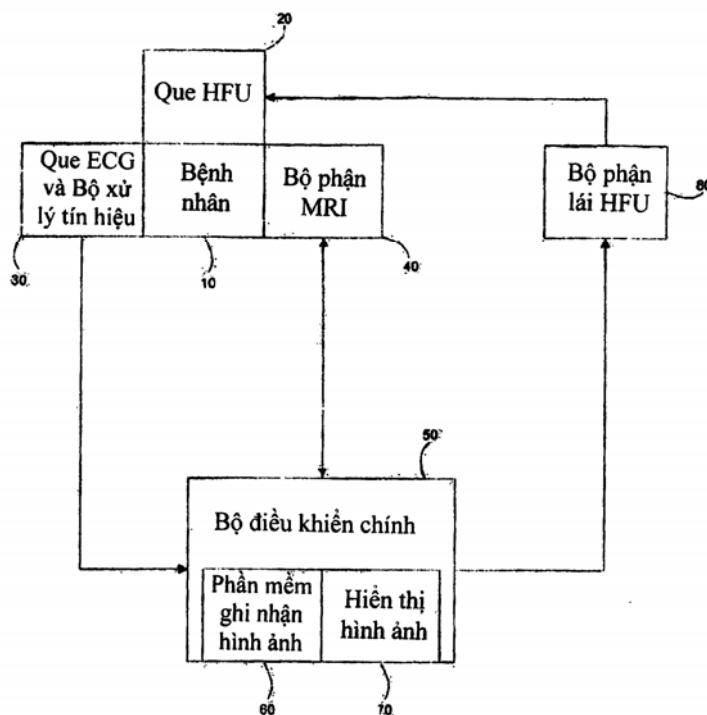 20
Que HFU
Que ECG
và Bộ xử
lý tín hiệu
Bệnh
nhân
Bộ phận
MRI
Bộ phận
lái HFU
80
30
10
40
50
Bộ điều khiển chính
Phần mềm
ghi nhận
hình ảnh
Hiển thị
hình ảnh
60
70